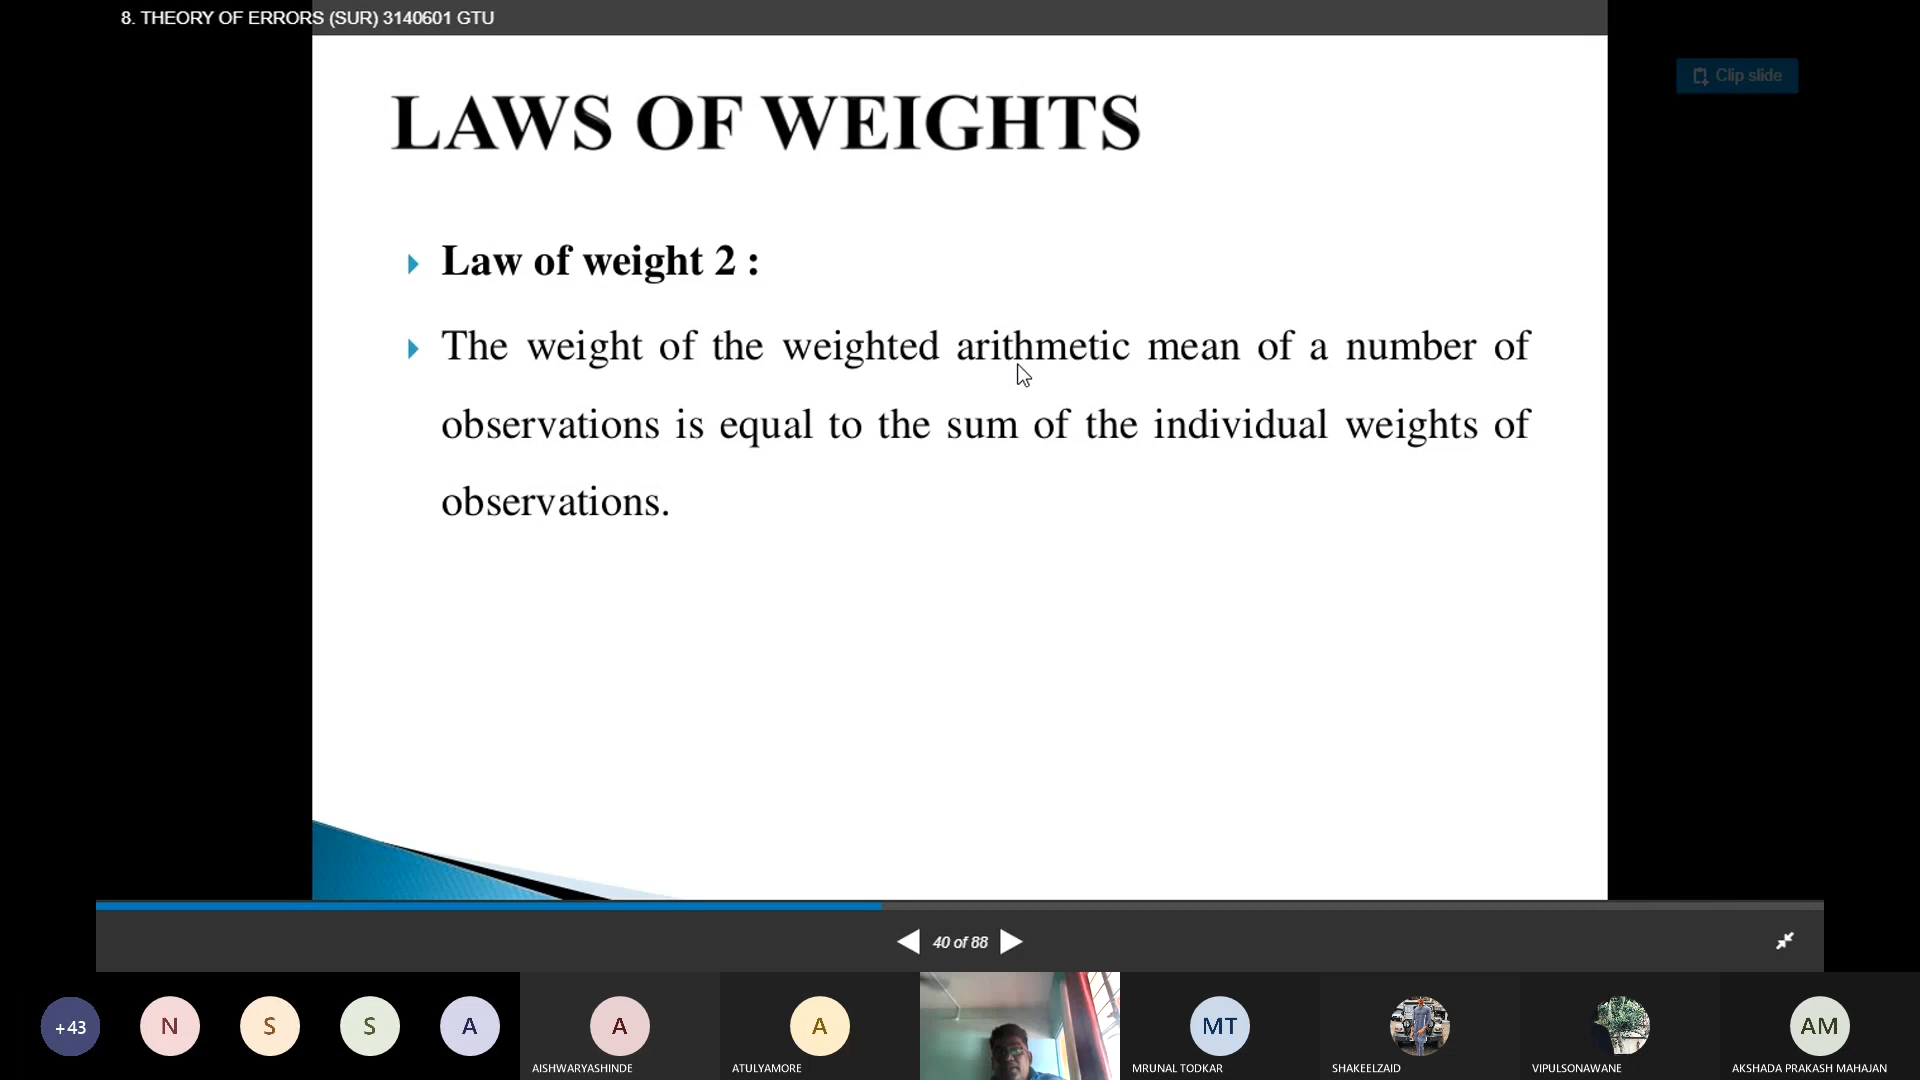 8. THEORY OF ERRORS (SUR) 3140601 GTU
Clip slide
LAWS OF WEIGHTS
Law of weight 2 :
The weight of the weighted arithmetic mean of a number of
observations is equal to the sum of the individual weights of
observations.
40 of 88
+43
N
S
S
A
A
AISHWARYASHINDE
A
ATULYAMORE
MT
MRUNAL TODKAR
SHAKEELZAID
VIPULSONAWANE
AM
AKSHADA PRAKASH MAHAJAN